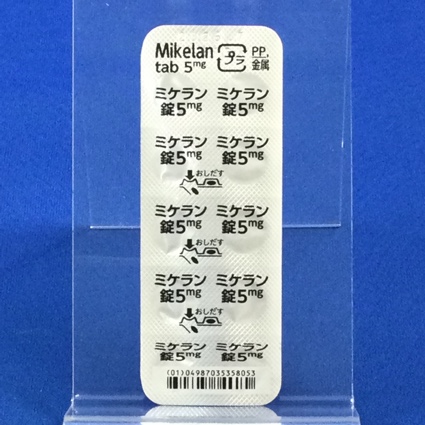 Mikelan
tab 5mg
プラ
PP,
金属
ミケラン ミケラン
錠5mg 錠5mg
ミケラン ミケラン
錠5mg 錠5mg
おしだす
ミケラン ミケラン
錠5mg 錠5mg
おしだす
ミケラン ミケラン
錠5mg 錠5mg
おしだす
ミケラン ミケラン
錠5mg 錠5mg
(01)04987035358053